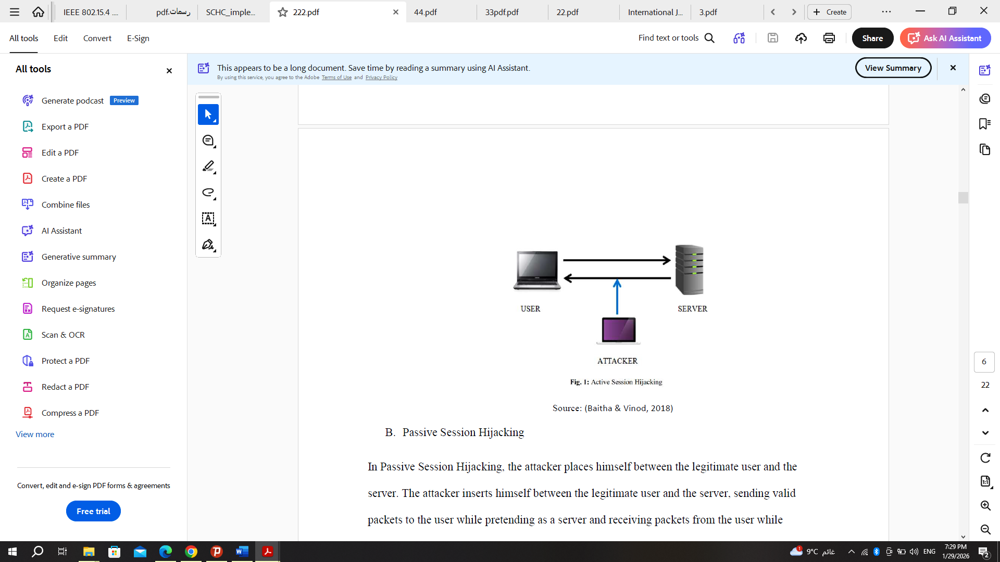 IEEE 802.15.4 ....
رسمات.pdf
SCHC_imple...
222.pdf
44.pdf
33pdf.pdf
22.pdf
International J...
3.pdf
Create
All tools
Edit
Convert
E-Sign
Find text or tools
Share
Ask AI Assistant
All tools
This appears to be a long document. Save time by reading a summary using AI Assistant.
By using this service, you agree to the Adobe Terms of Use and Privacy Policy
View Summary
Generate podcast Preview
Export a PDF
Edit a PDF
Create a PDF
Combine files
AI Assistant
Generative summary
Organize pages
Request e-signatures
Scan & OCR
Protect a PDF
Redact a PDF
Compress a PDF
View more
Convert, edit and e-sign PDF forms & agreements
Free trial
USER
SERVER
ATTACKER
Fig. 1: Active Session Hijacking
Source: (Baitha & Vinod, 2018)
B. Passive Session Hijacking
In Passive Session Hijacking, the attacker places himself between the legitimate user and the
server. The attacker inserts himself between the legitimate user and the server, sending valid
packets to the user while pretending as a server and receiving packets from the user while
6
22
1
9°C غائم
ENG
7:29 PM
1/29/2026
2